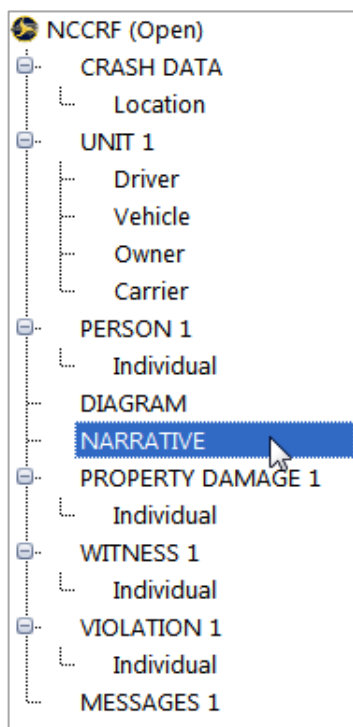 NCCRF (Open)
CRASH DATA
Location
UNIT 1
Driver
Vehicle
Owner
Carrier
PERSON 1
Individual
DIAGRAM
NARRATIVE
PROPERTY DAMAGE 1
Individual
WITNESS 1
Individual
VIOLATION 1
Individual
MESSAGES 1